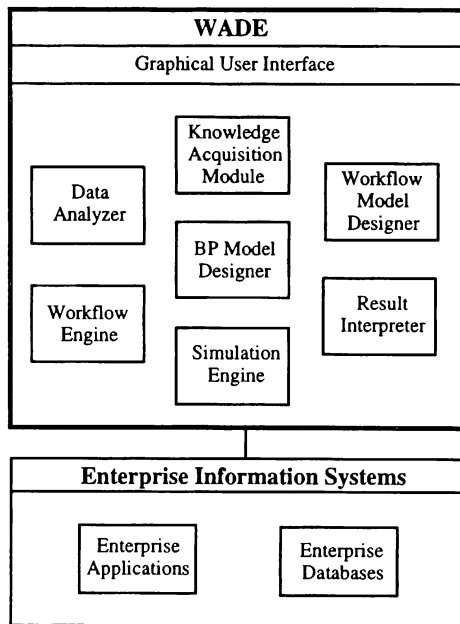 WADE
Graphical User Interface
Knowledge
Acquisition
Module
Data
Analyzer
Workflow
Model
Designer
BP Model
Designer
Workflow
Engine
Result
Interpreter
Simulation
Engine
Enterprise Information Systems
Enterprise
Applications
Enterprise
Databases